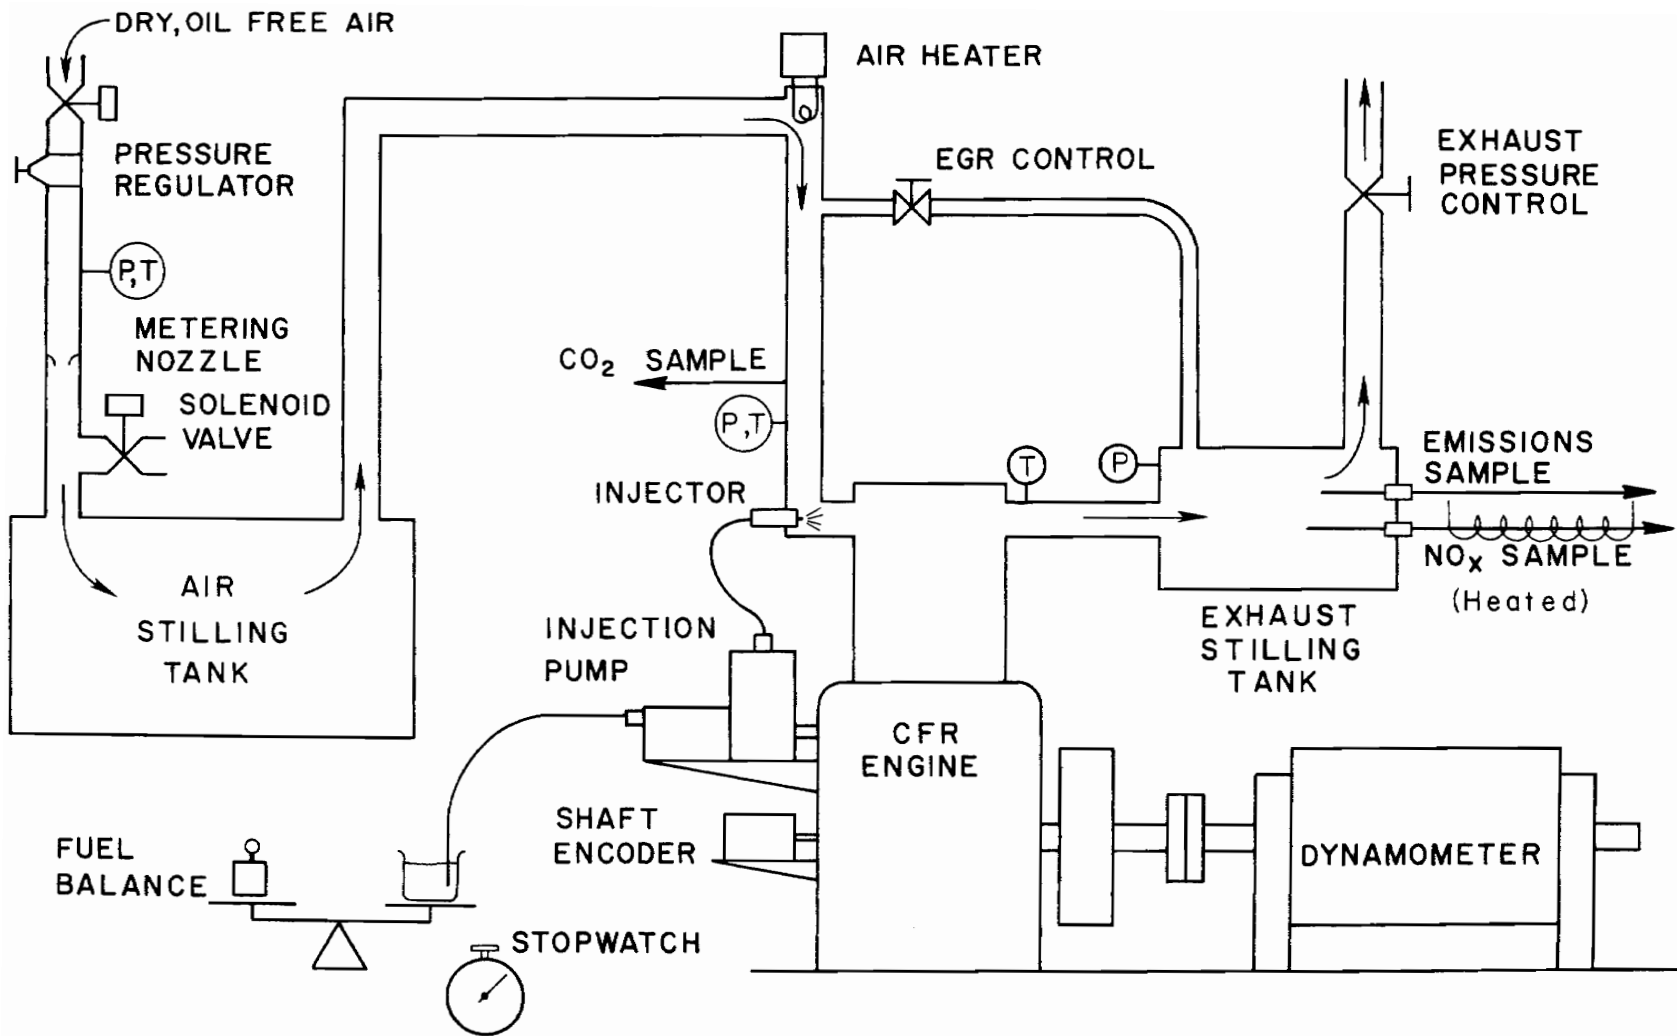 DRY, OIL FREE AIR
AIR HEATER
PRESSURE
REGULATOR
EGR CONTROL
EXHAUST
PRESSURE
CONTROL
P,T
METERING
NOZZLE
CO2 SAMPLE
SOLENOID
VALVE
P,T
T
P
EMISSIONS
SAMPLE
INJECTOR
NOX SAMPLE
(Heated)
AIR
STILLING
TANK
EXHAUST
STILLING
TANK
INJECTION
PUMP
CFR
ENGINE
SHAFT
ENCODER
FUEL
BALANCE
DYNAMOMETER
STOPWATCH